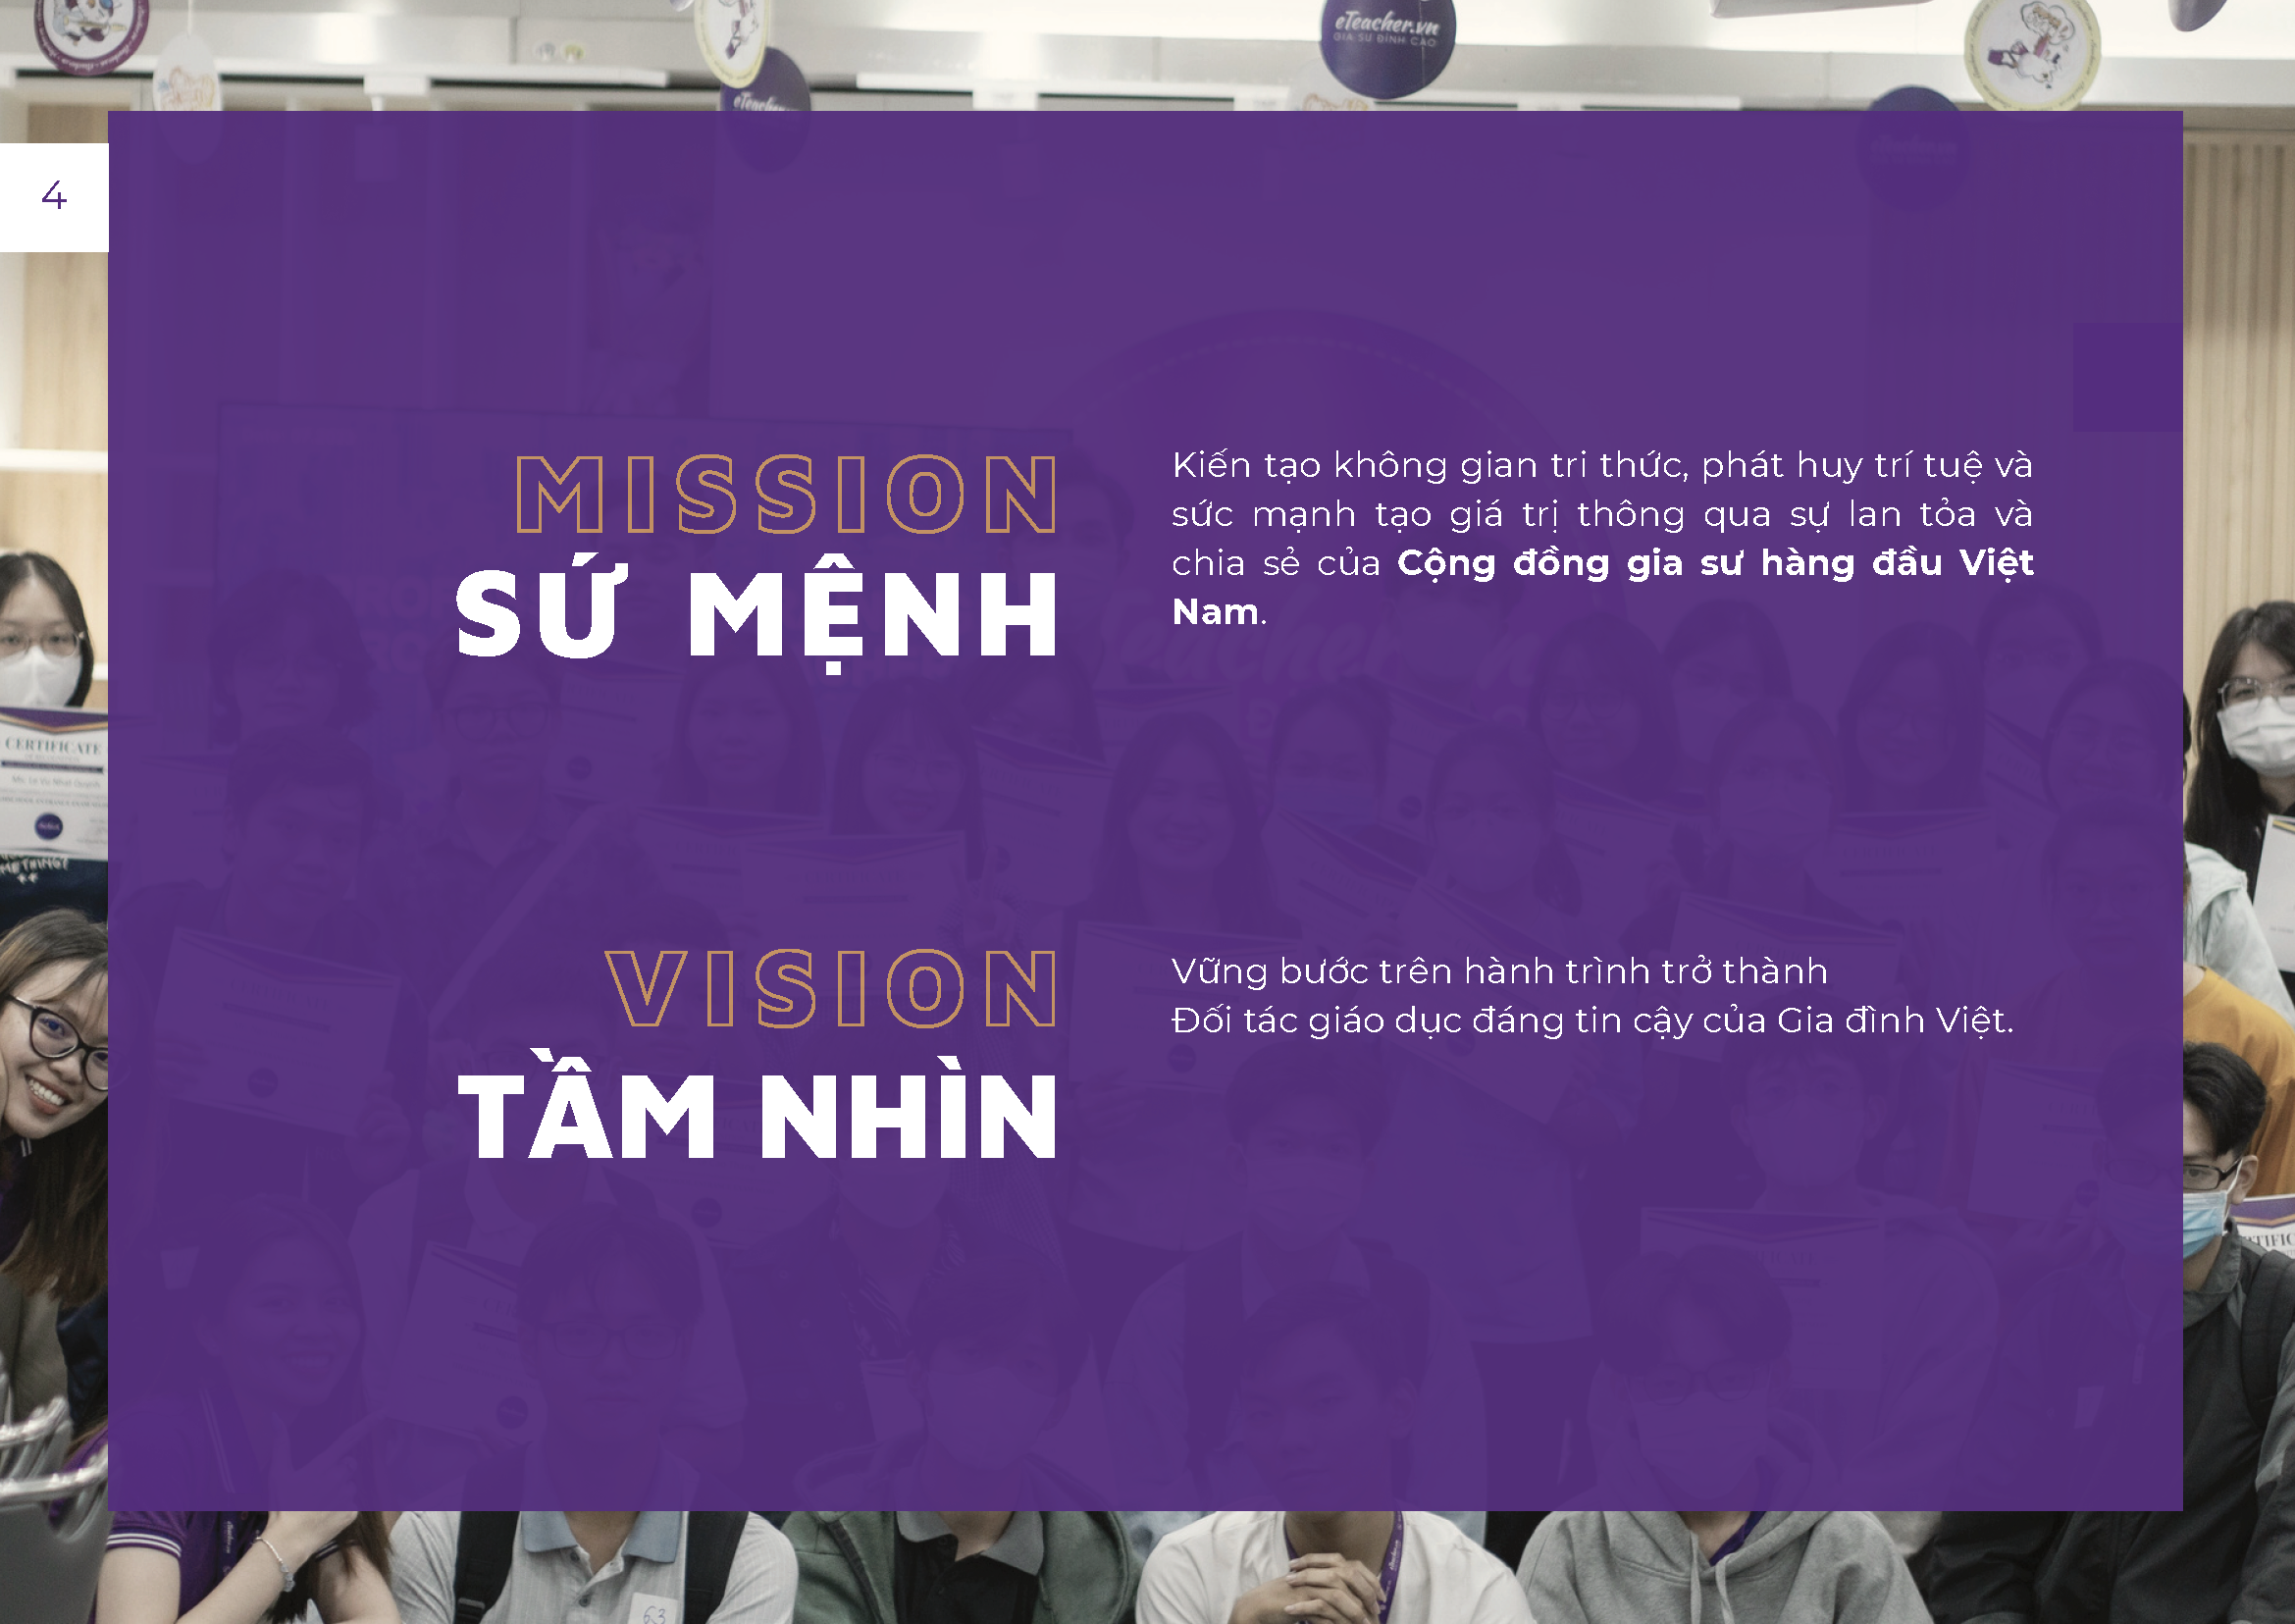 eTeacher.vn
GIA SƯ ĐỈNH CAO
4
MISSION
SỨ MỆNH
Kiến tạo không gian tri thức, phát huy trí tuệ và
sức mạnh tạo giá trị thông qua sự lan tỏa và
chia sẻ của Cộng đồng gia sư hàng đầu Việt
Nam.
CERTIFICATE
VISION
TẦM NHÌN
Vững bước trên hành trình trở thành
Đối tác giáo dục đáng tin cậy của Gia đình Việt.
63